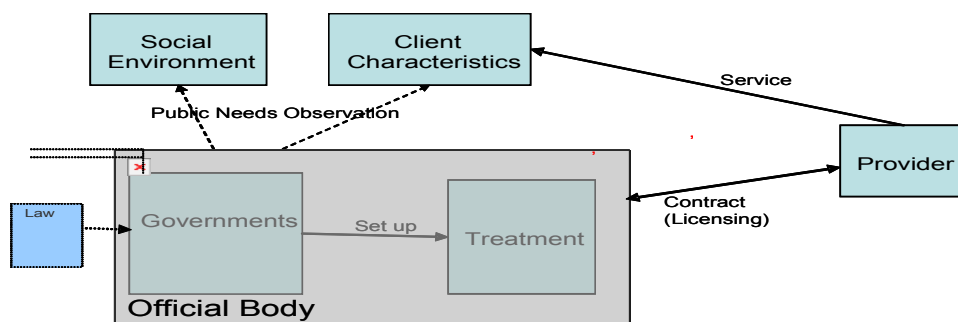 Social
Environment
Client
Characteristics
Service
Public Needs Observation
Provider
Law
Governments
Set up
Treatment
Contract
(Licensing)
Official Body